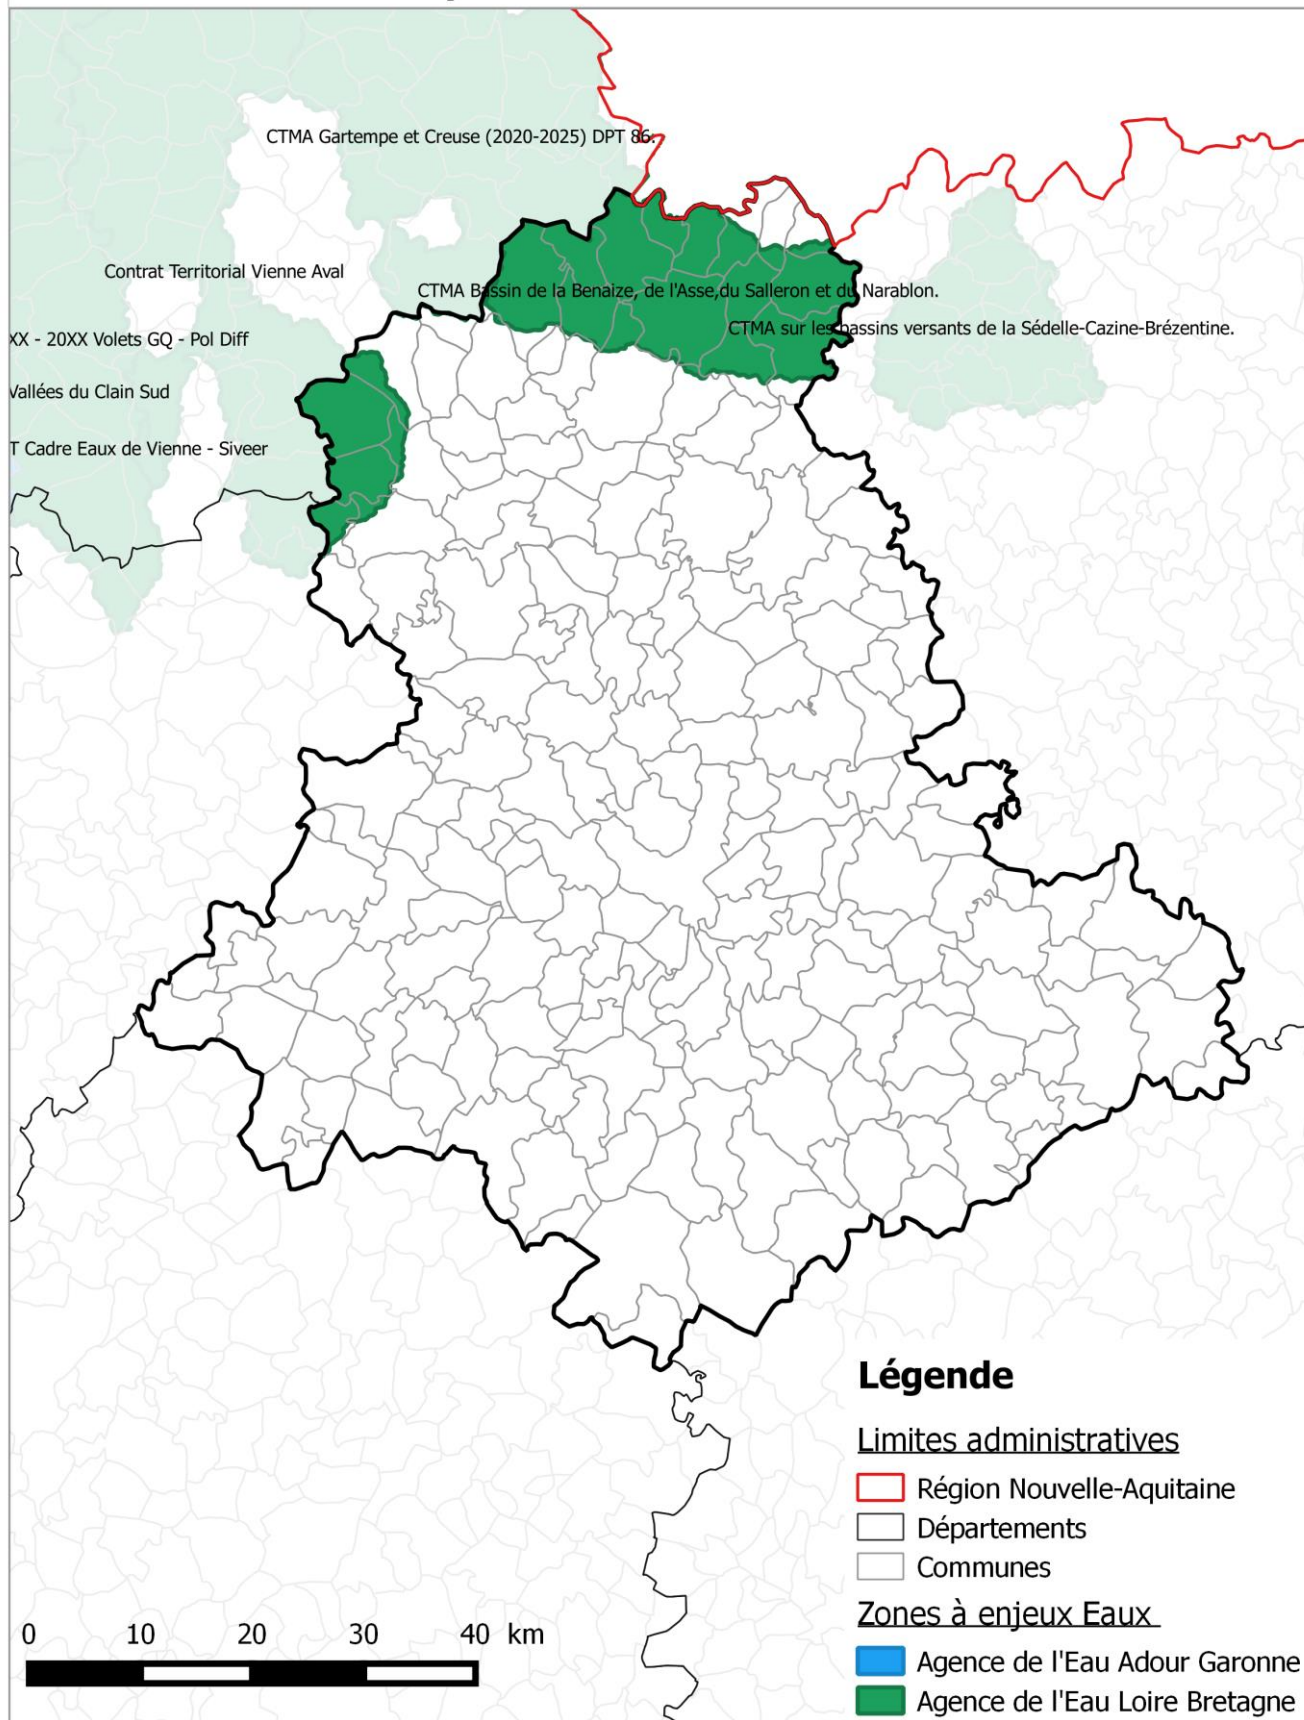 CTMA Gartempe et Creuse (2020-2025) DPT 86.
Contrat Territorial Vienne Aval
CTMA Bassin de la Benaize, de l'Asse,du Salleron et du Narablon.
CTMA sur les bassins versants de la Sédelle-Cazine-Brézentine.
XX - 20XX Volets GQ - Pol Diff
Vallées du Clain Sud
T Cadre Eaux de Vienne - Siveer
Légende
Limites administratives
Région Nouvelle-Aquitaine
Départements
Communes
Zones à enjeux Eaux
Agence de l'Eau Adour Garonne
Agence de l'Eau Loire Bretagne
0 10 20 30 40 km